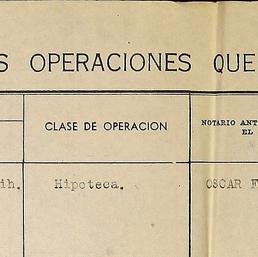 S OPERACIONES QUE
CLASE DE OPERACION
NOTARIO ANT
EL
ih. Hipoteca. OSCAR F